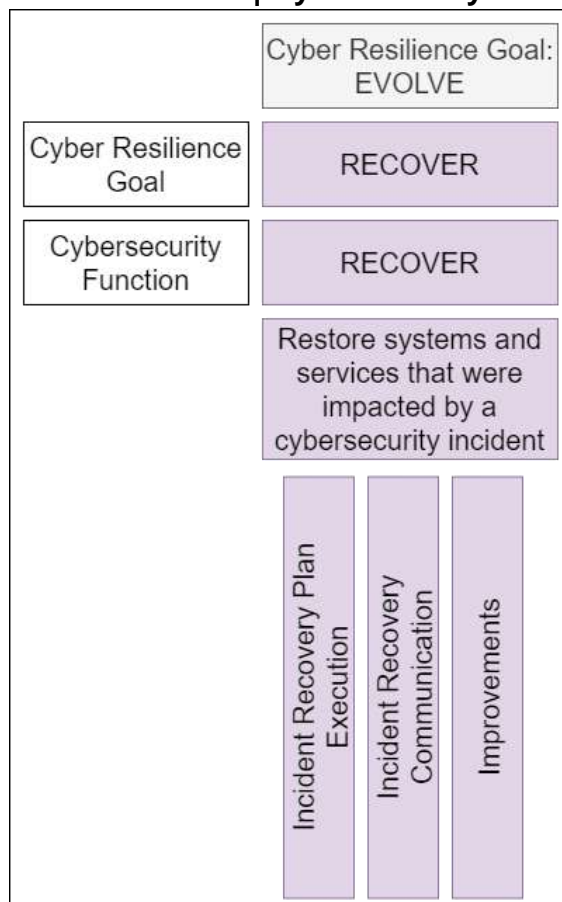 Cyber Resilience Goal:
EVOLVE
Cyber Resilience
Goal
RECOVER
Cybersecurity
Function
RECOVER
Restore systems and
services that were
impacted by a
cybersecurity incident
Incident Recovery Plan
Execution
Incident Recovery
Communication
Improvements